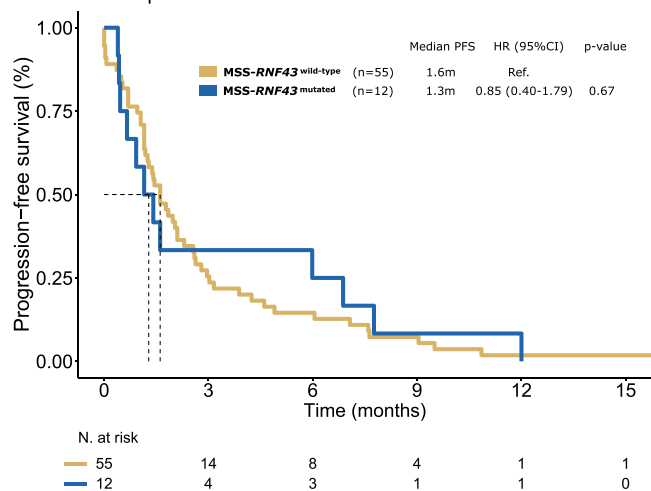 Median PFS HR (95%CI) p-value
MSS-RNF43 wild-type (n=55) 1.6m Ref.
MSS-RNF43 mutated (n=12) 1.3m 0.85 (0.40-1.79) 0.67
Progression-free survival (%)
1.00
0.75
0.50
0.25
0.00
0 3 6 9 12 15
Time (months)
N. at risk
55 14 8 4 1 1
12 4 3 1 1 0